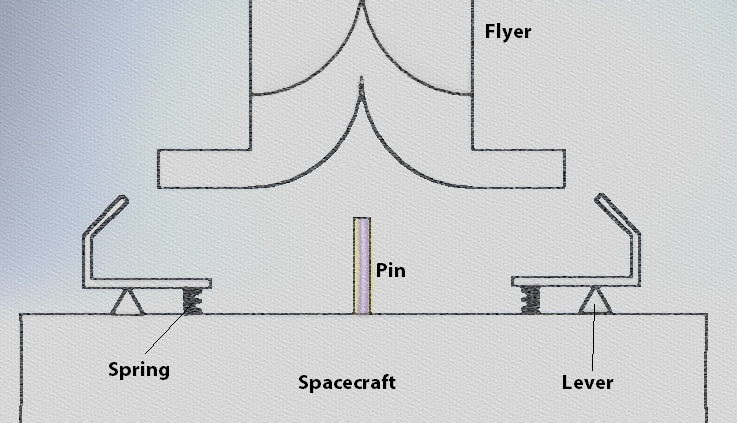 Flyer
Pin
Spring
Spacecraft
Lever